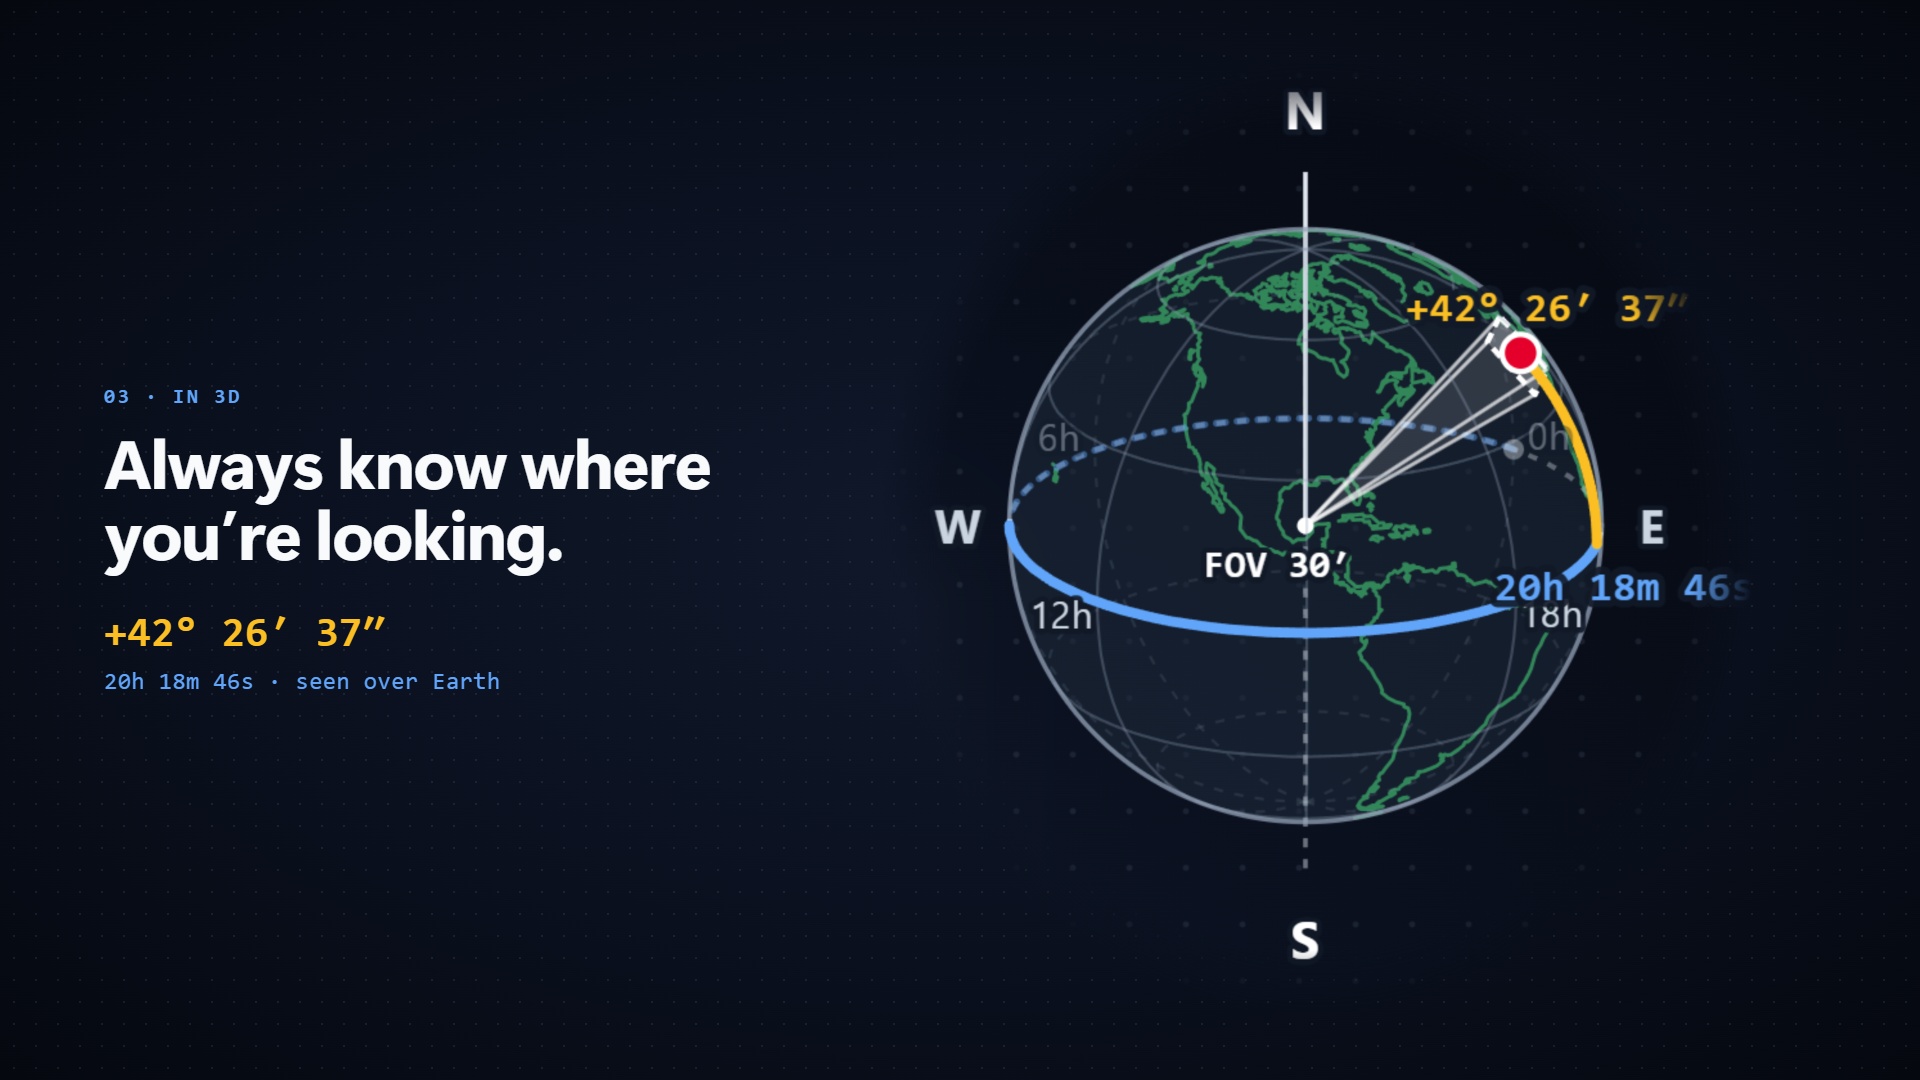 03 · IN 3D
Always know where
you’re looking.
+42° 26′ 37″
20h 18m 46s · seen over Earth
N
+42° 26′ 37″
6h
0h
W
E
FOV 30′
20h 18m 46s
12h
18h
S